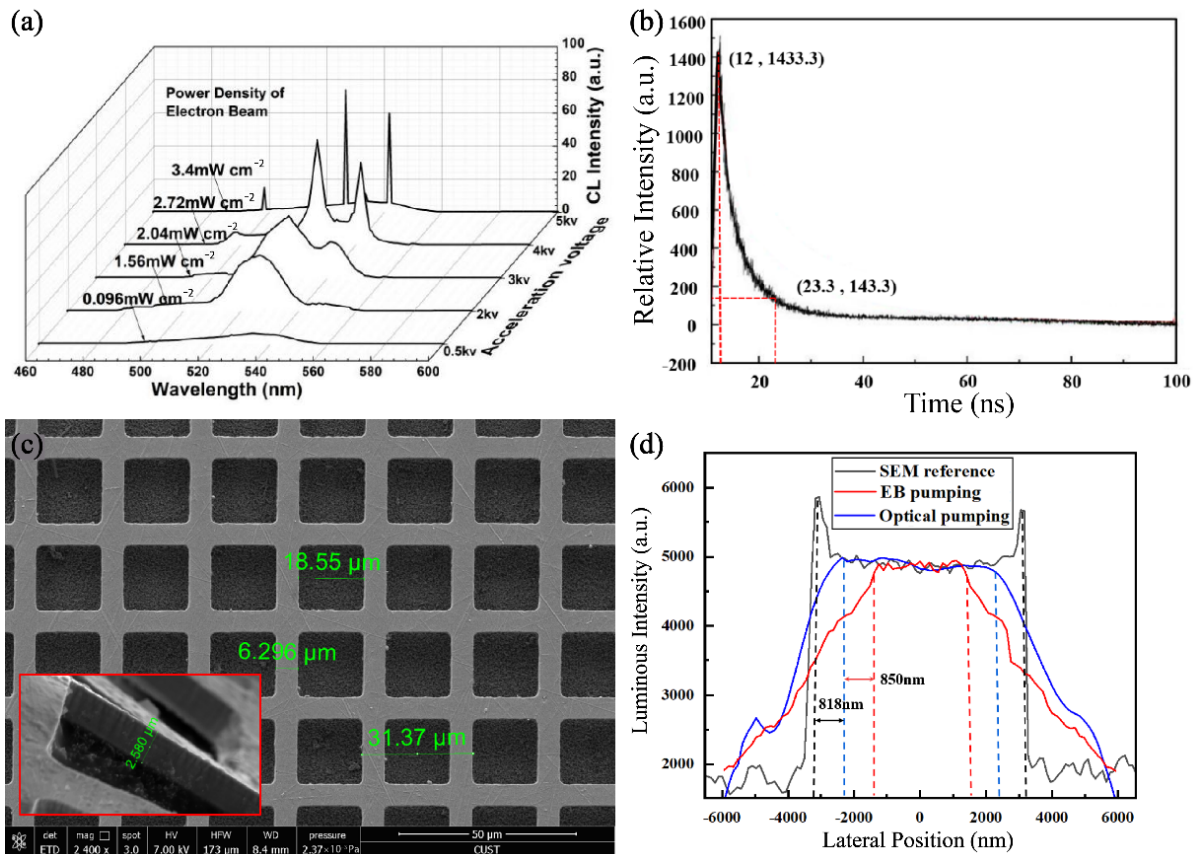 (a)
Power Density of
Electron Beam
3.4mW cm⁻²
2.72mW cm⁻²
2.04mW cm⁻²
1.56mW cm⁻²
0.096mW cm⁻²
100
80
60
40
20
0
CL Intensity (a.u.)
5kv
4kv
3kv
2kv
0.5kv
Acceleration voltage
460 480 500 520 540 560 580 600
Wavelength (nm)
(b)
1600
1400
1200
1000
800
600
400
200
0
-200
Relative Intensity (a.u.)
(12 , 1433.3)
(23.3 , 143.3)
20 40 60 80 100
Time (ns)
(c)
18.55 µm
6.296 µm
31.37 µm
2.580 µm
det mag □ spot HV HFW WD pressure
ETD 2 400 x 3.0 7.00 kV 173 µm 8.4 mm 2.37×10⁻³Pa
50 µm
CUST
(d)
SEM reference
EB pumping
Optical pumping
6000
5000
4000
3000
2000
Luminous Intensity (a.u.)
850nm
818nm
-6000 -4000 -2000 0 2000 4000 6000
Lateral Position (nm)